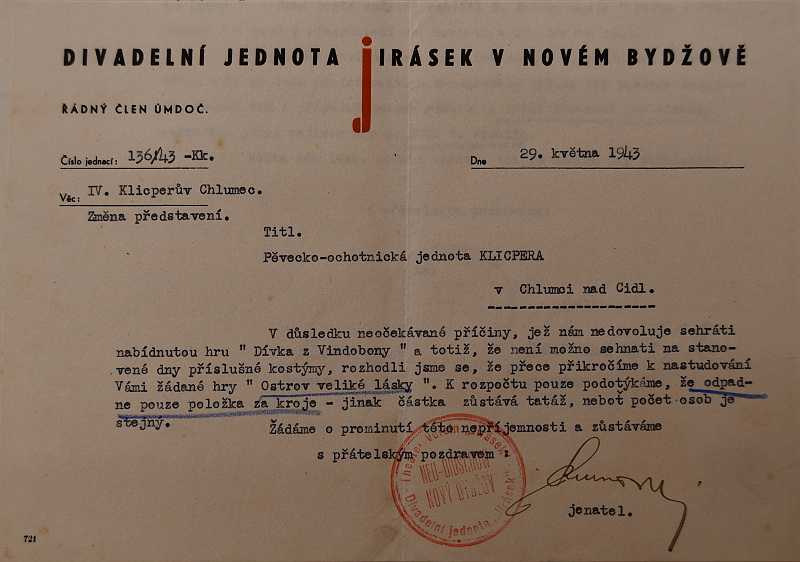 DIVADELNÍ JEDNOTA JIRÁSEK V NOVÉM BYDŽOVĚ
ŘÁDNÝ ČLEN ÚMDOČ.
Číslo jednací: 136/43 -Kk.
Dne 29. května 1943
Věc: IV. Klicperův Chlumec.
Změna představení.
Titl.
Pěvecko-ochotnická jednota KLICPERA
v Chlumci nad Cidl.
V důsledku neočekávané příčiny, jež nám nedovoluje sehráti
nabídnutou hru " Dívka z Vindobony " a totiž, že není možno sehnati na stano-
vené dny příslušné kostýmy, rozhodli jsme se, že přece přikročíme k nastudování
Vámi žádané hry " Ostrov veliké lásky ". K rozpočtu pouze podotýkáme, že odpad-
ne pouze položka za kroje - jinak částka zůstává tatáž, neboť počet osob je
stejný.
Žádáme o prominutí této nepříjemnosti a zůstáváme
s přátelským pozdravem :
Theater Verein "Jirásek"
NEU-BIDSCHOW
NOVÝ BYDŽOV
Divadelní jednota "Jirásek"
jenatel.
721